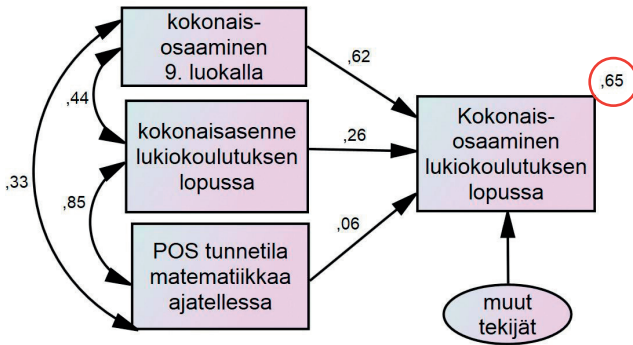 kokonais-
osaaminen
9. luokalla
,62
,65
,44
kokonaisasenne
lukiokoulutuksen
lopussa
,26
Kokonais-
osaaminen
lukiokoulutuksen
lopussa
,33
,85
,06
POS tunnetila
matematiikkaa
ajatellessa
muut
tekijät